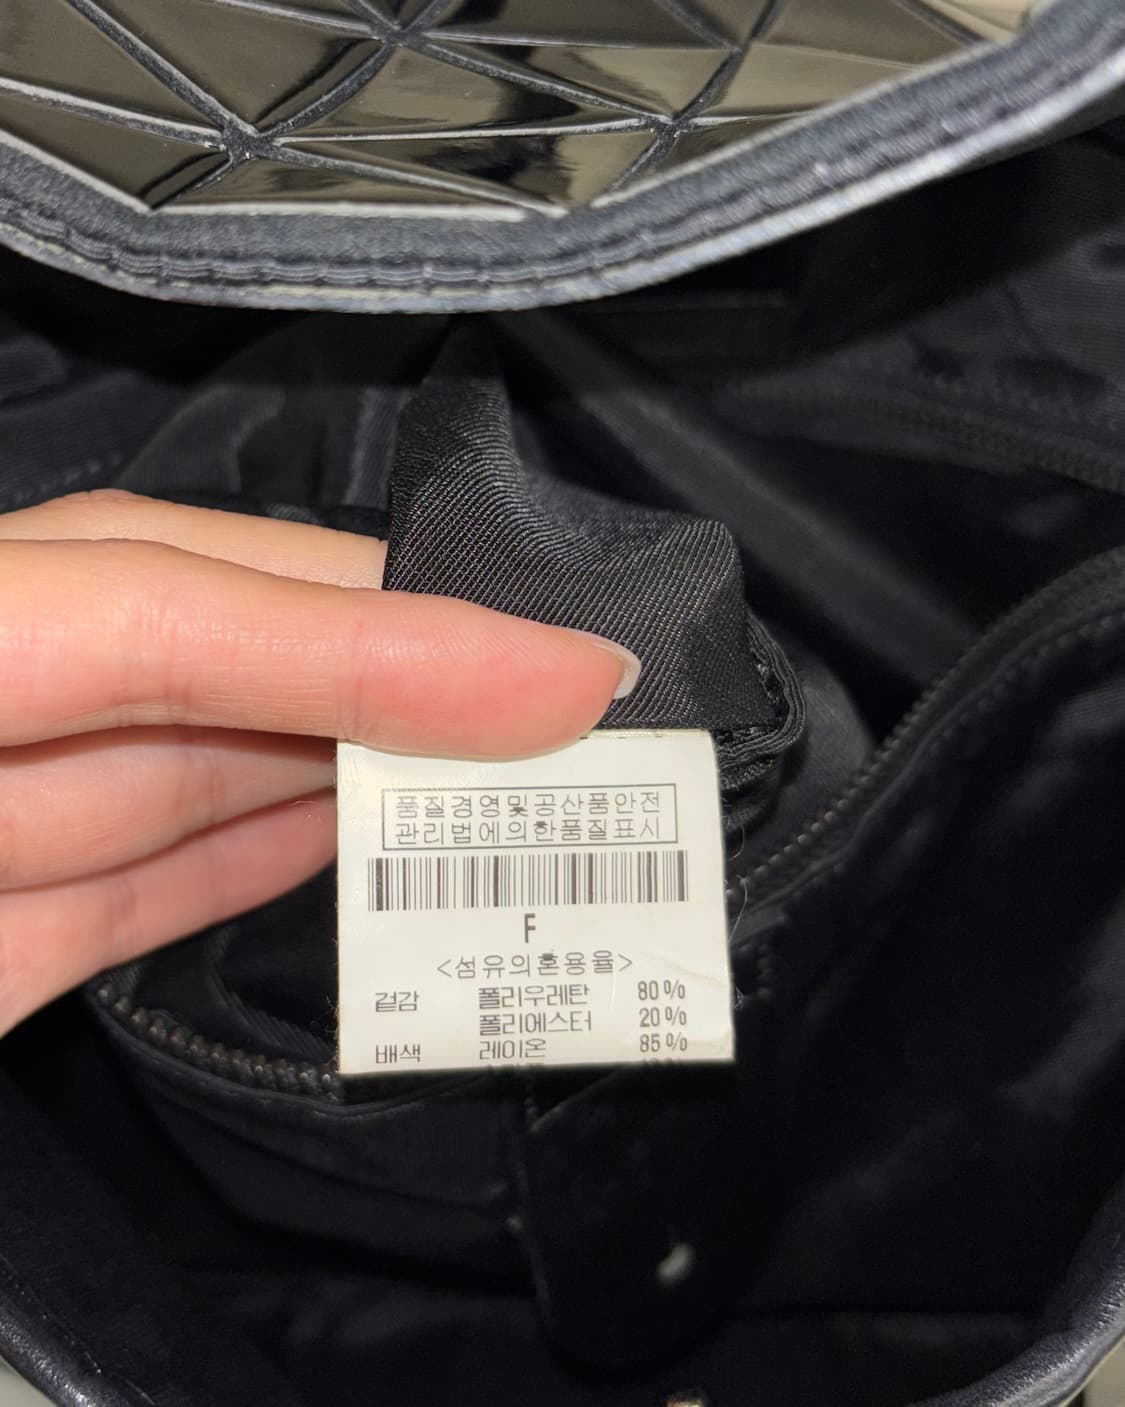 품질경영및공산품안전
관리법에의한품질표시
F
<섬유의혼용율>
겉감 폴리우레탄 80%
폴리에스터 20%
배색 레이온 85%